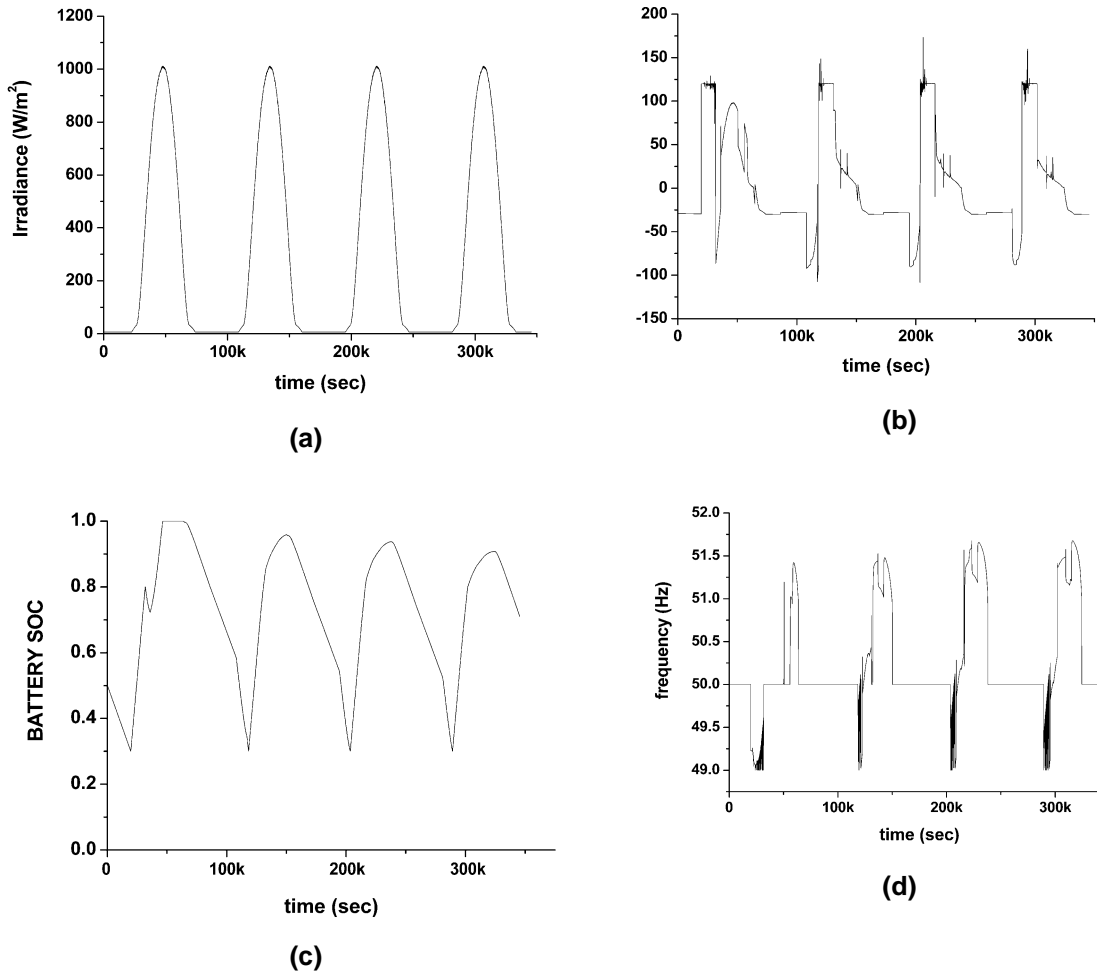 1200
1000
800
600
400
200
0
Irradiance (W/m²)
0 100k 200k 300k
time (sec)
(a)
200
150
100
50
0
-50
-100
-150
0 100k 200k 300k
time (sec)
(b)
1.0
0.8
0.6
0.4
0.2
0.0
BATTERY SOC
0 100k 200k 300k
time (sec)
(c)
52.0
51.5
51.0
50.5
50.0
49.5
49.0
frequency (Hz)
0 100k 200k 300k
time (sec)
(d)